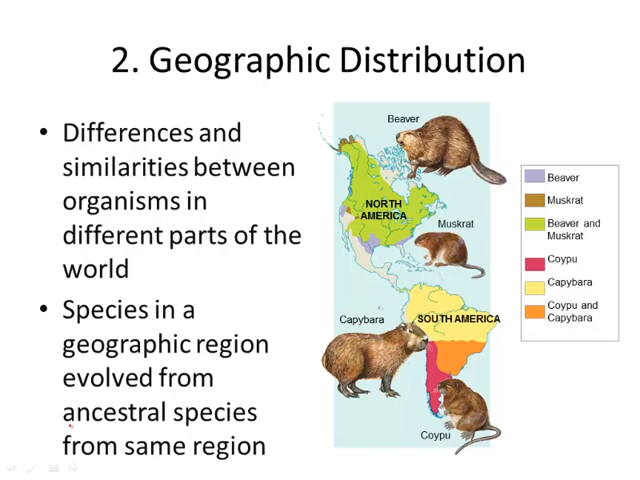 2. Geographic Distribution
• Differences and
similarities between
organisms in
different parts of the
world
• Species in a
geographic region
evolved from
ancestral species
from same region
Beaver
NORTH
AMERICA
Muskrat
Capybara
SOUTH AMERICA
Coypu
Beaver
Muskrat
Beaver and
Muskrat
Coypu
Capybara
Coypu and
Capybara